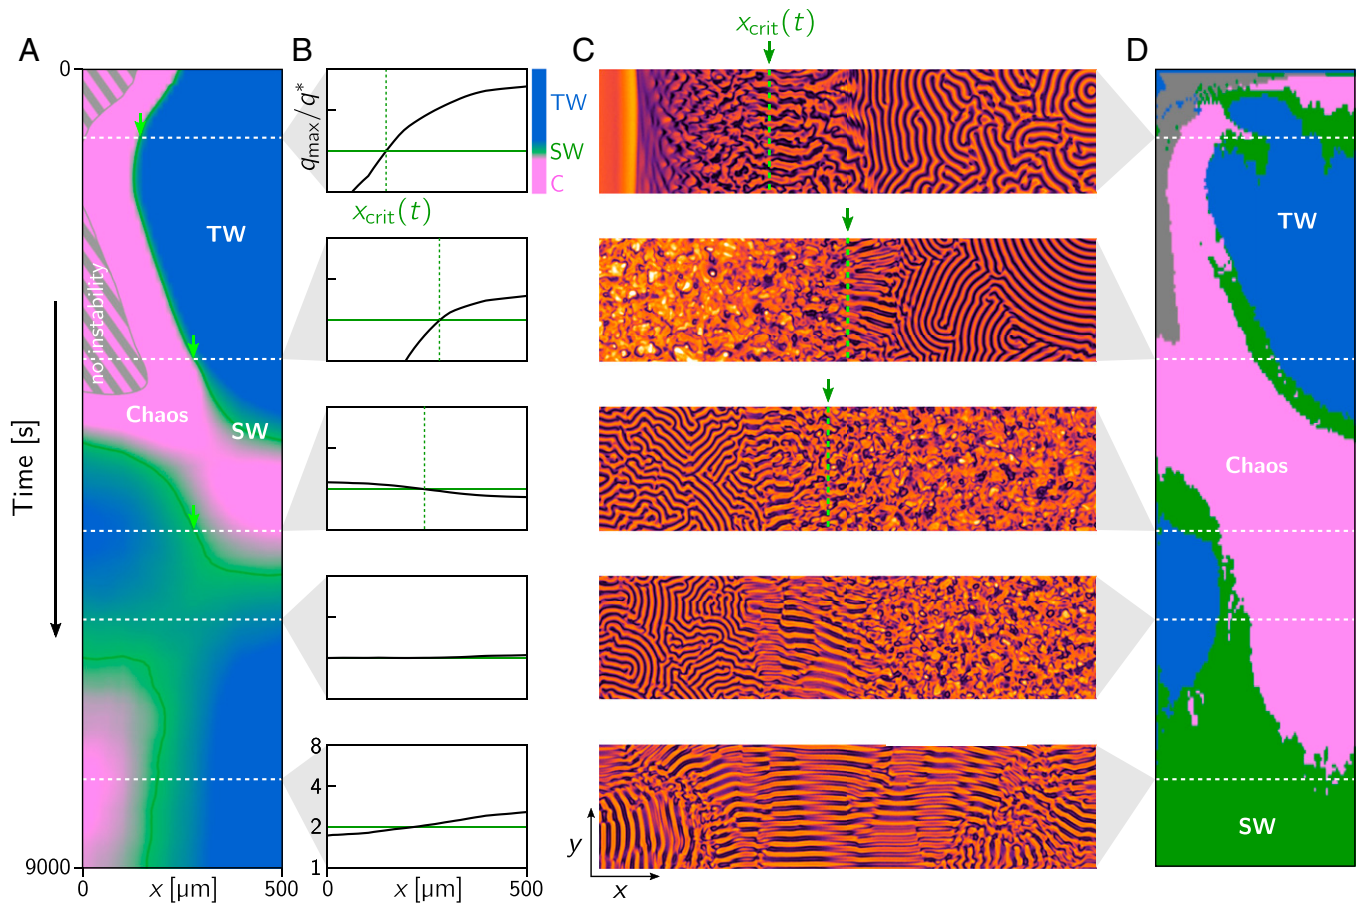 A
B
C
D
x_crit(t)
0
9000
Time [s]
no instability
TW
Chaos
SW
0
x [μm]
500
q_max/q*
TW
SW
C
x_crit(t)
8
4
2
1
0
x [μm]
500
y
x
TW
Chaos
SW